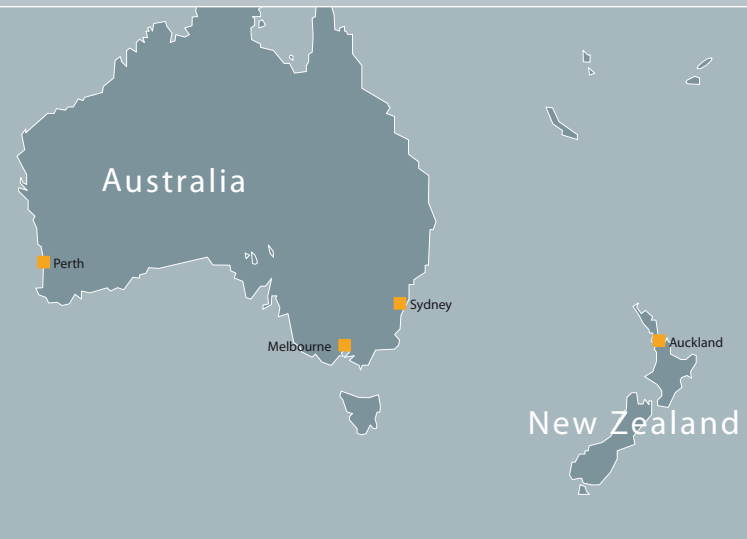 Australia
Perth
Sydney
Melbourne
Auckland
New Zealand